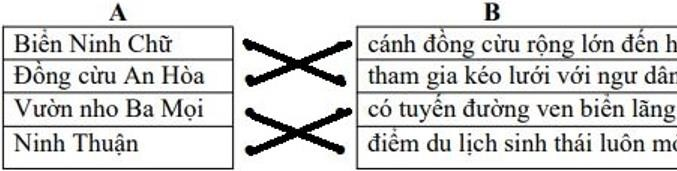 A B
Biển Ninh Chữ cánh đồng cừu rộng lớn đến h
Đồng cừu An Hòa tham gia kéo lưới với ngư dân
Vườn nho Ba Mọi có tuyến đường ven biển lãng
Ninh Thuận điểm du lịch sinh thái luôn mở